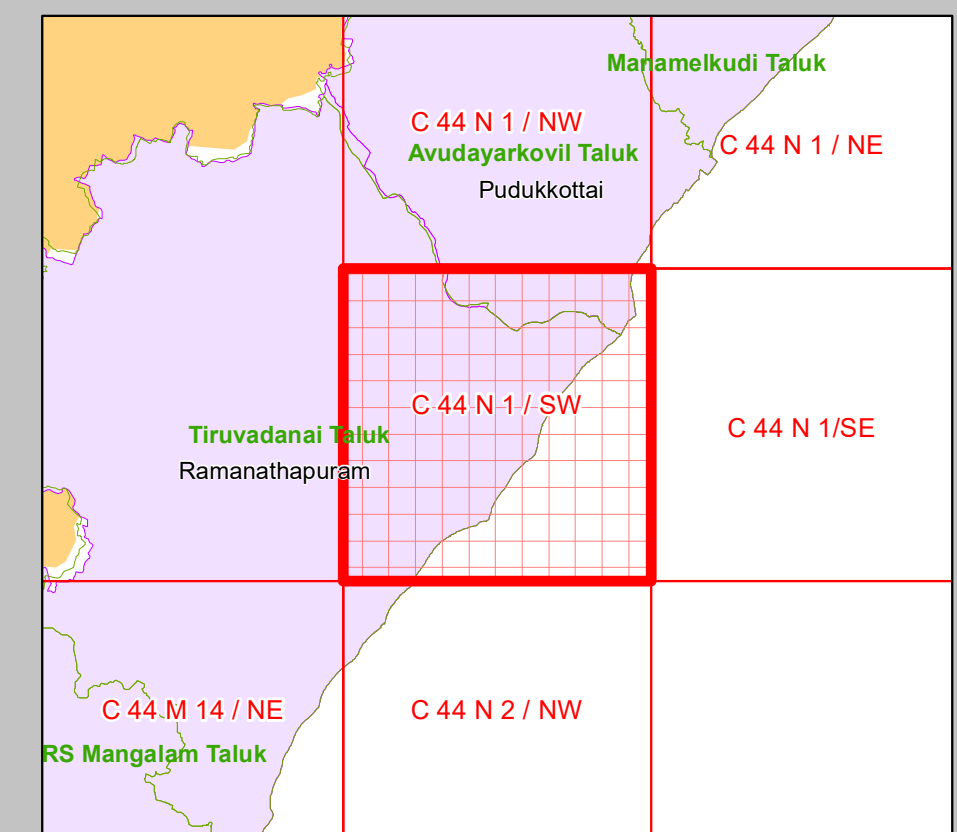 Manamelkudi Taluk
C 44 N 1 / NW
C 44 N 1 / NE
Avudayarkovil Taluk
Pudukkottai
C 44 N 1 / SW
C 44 N 1/SE
Tiruvadanai Taluk
Ramanathapuram
C 44 M 14 / NE
C 44 N 2 / NW
RS Mangalam Taluk